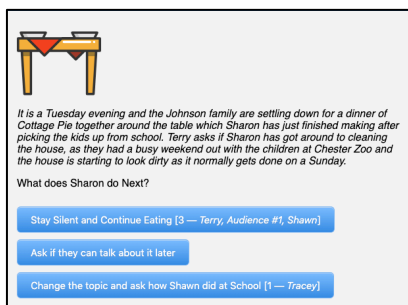 It is a Tuesday evening and the Johnson family are settling down for a dinner of
Cottage Pie together around the table which Sharon has just finished making after
picking the kids up from school. Terry asks if Sharon has got around to cleaning
the house, as they had a busy weekend out with the children at Chester Zoo and
the house is starting to look dirty as it normally gets done on a Sunday.
What does Sharon do Next?
Stay Silent and Continue Eating [3 — Terry, Audience #1, Shawn]
Ask if they can talk about it later
Change the topic and ask how Shawn did at School [1 — Tracey]